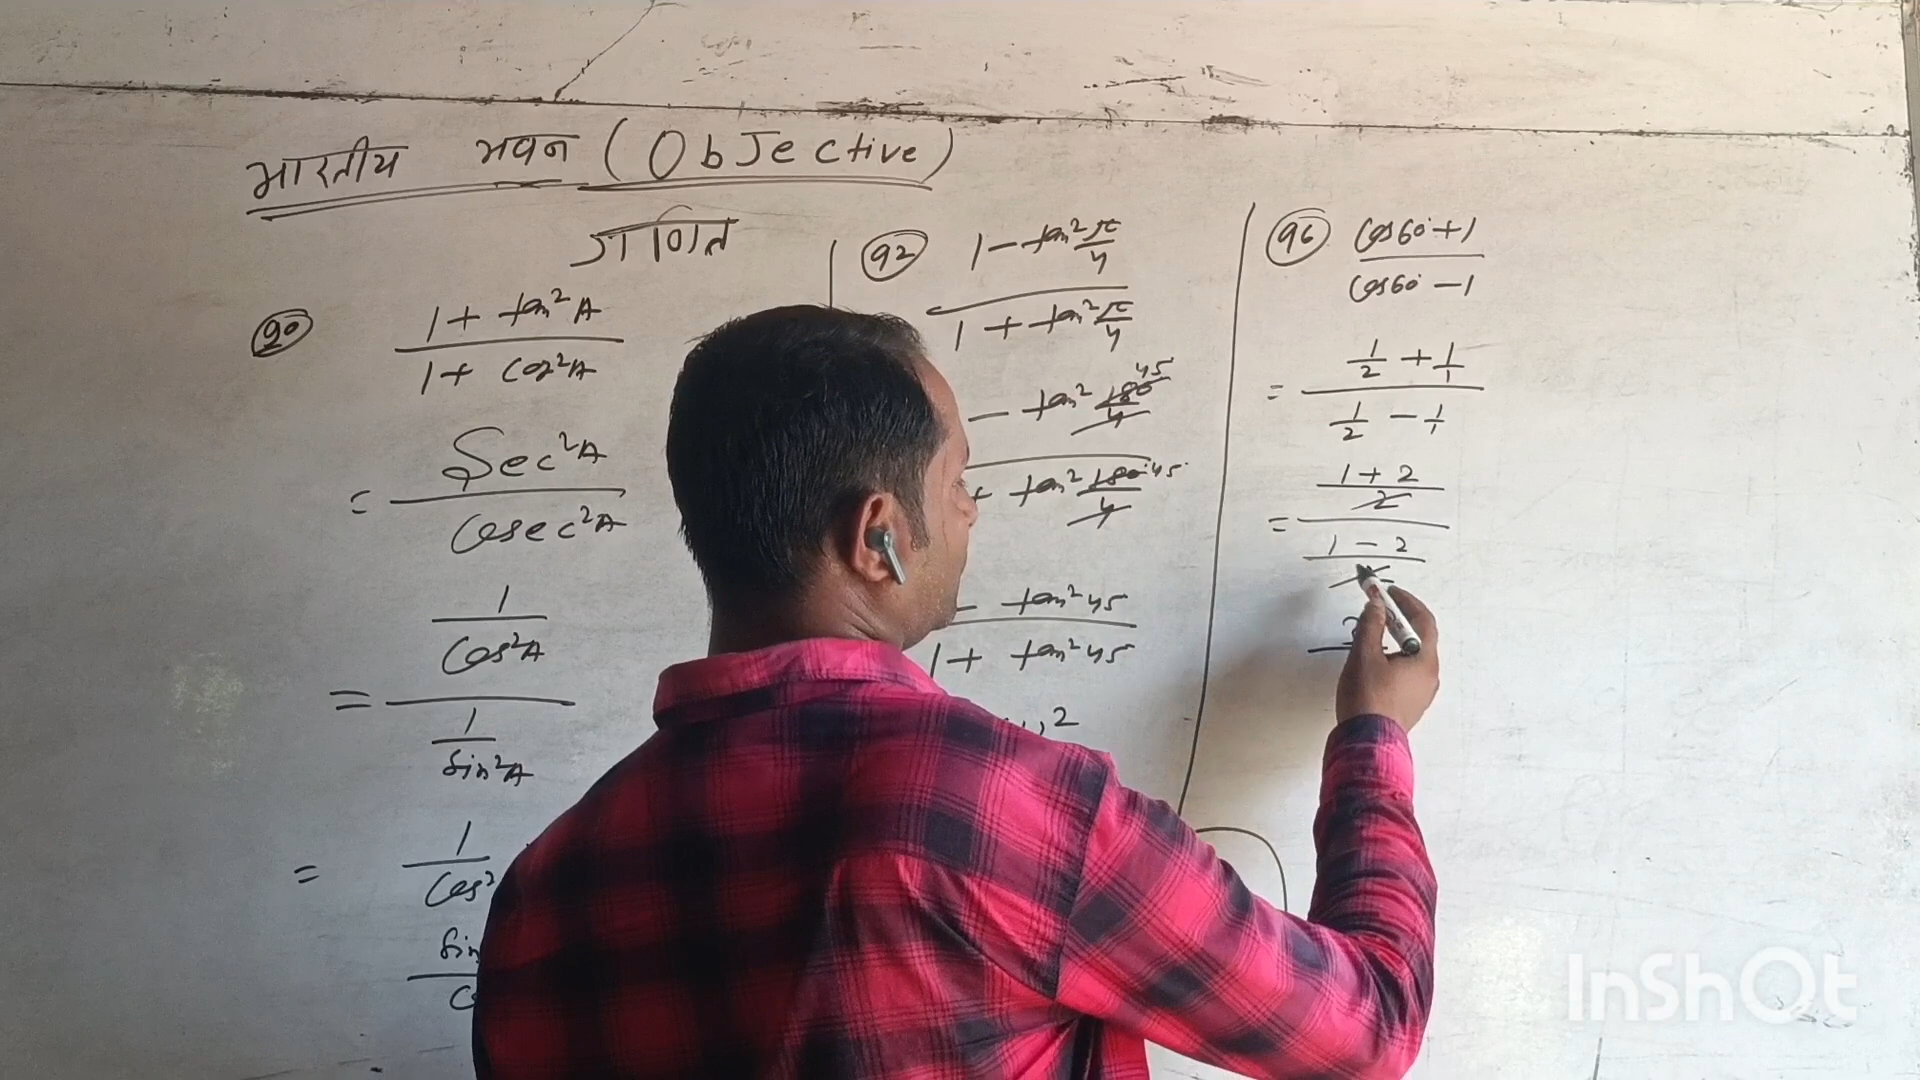 भारतीय भवन (Objective)
गणित
90
1 + tan²A
1 + cot²A
= Sec²A
Cosec²A
1
Cos²A
=
1
Sin²A
= 1
Cos²
Sin
92
1 - tan² π/4
1 + tan² π/4
- tan² 180/4 45
+ tan² 180/4 45
- tan²45
1 + tan²45
96
Cos60+1
Cos60-1
= 1/2 + 1/1
1/2 - 1/1
= 1+2
2
1-2
2
InShOt